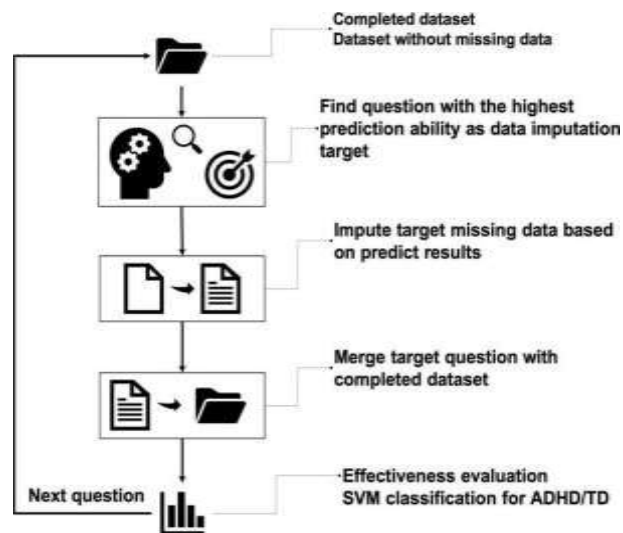 Completed dataset
Dataset without missing data
Find question with the highest
prediction ability as data imputation
target
Impute target missing data based
on predict results
Merge target question with
completed dataset
Next question
Effectiveness evaluation
SVM classification for ADHD/TD